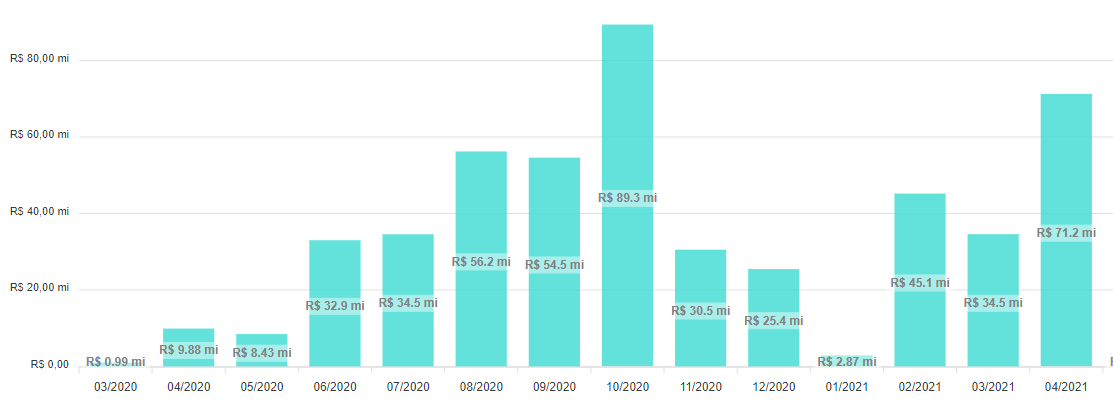 R$ 80,00 mi
R$ 60,00 mi
R$ 40,00 mi
R$ 20,00 mi
R$ 0,00
R$ 0.99 mi
R$ 9.88 mi
R$ 8.43 mi
R$ 32.9 mi
R$ 34.5 mi
R$ 56.2 mi
R$ 54.5 mi
R$ 89.3 mi
R$ 30.5 mi
R$ 25.4 mi
R$ 2.87 mi
R$ 45.1 mi
R$ 34.5 mi
R$ 71.2 mi
03/2020 04/2020 05/2020 06/2020 07/2020 08/2020 09/2020 10/2020 11/2020 12/2020 01/2021 02/2021 03/2021 04/2021